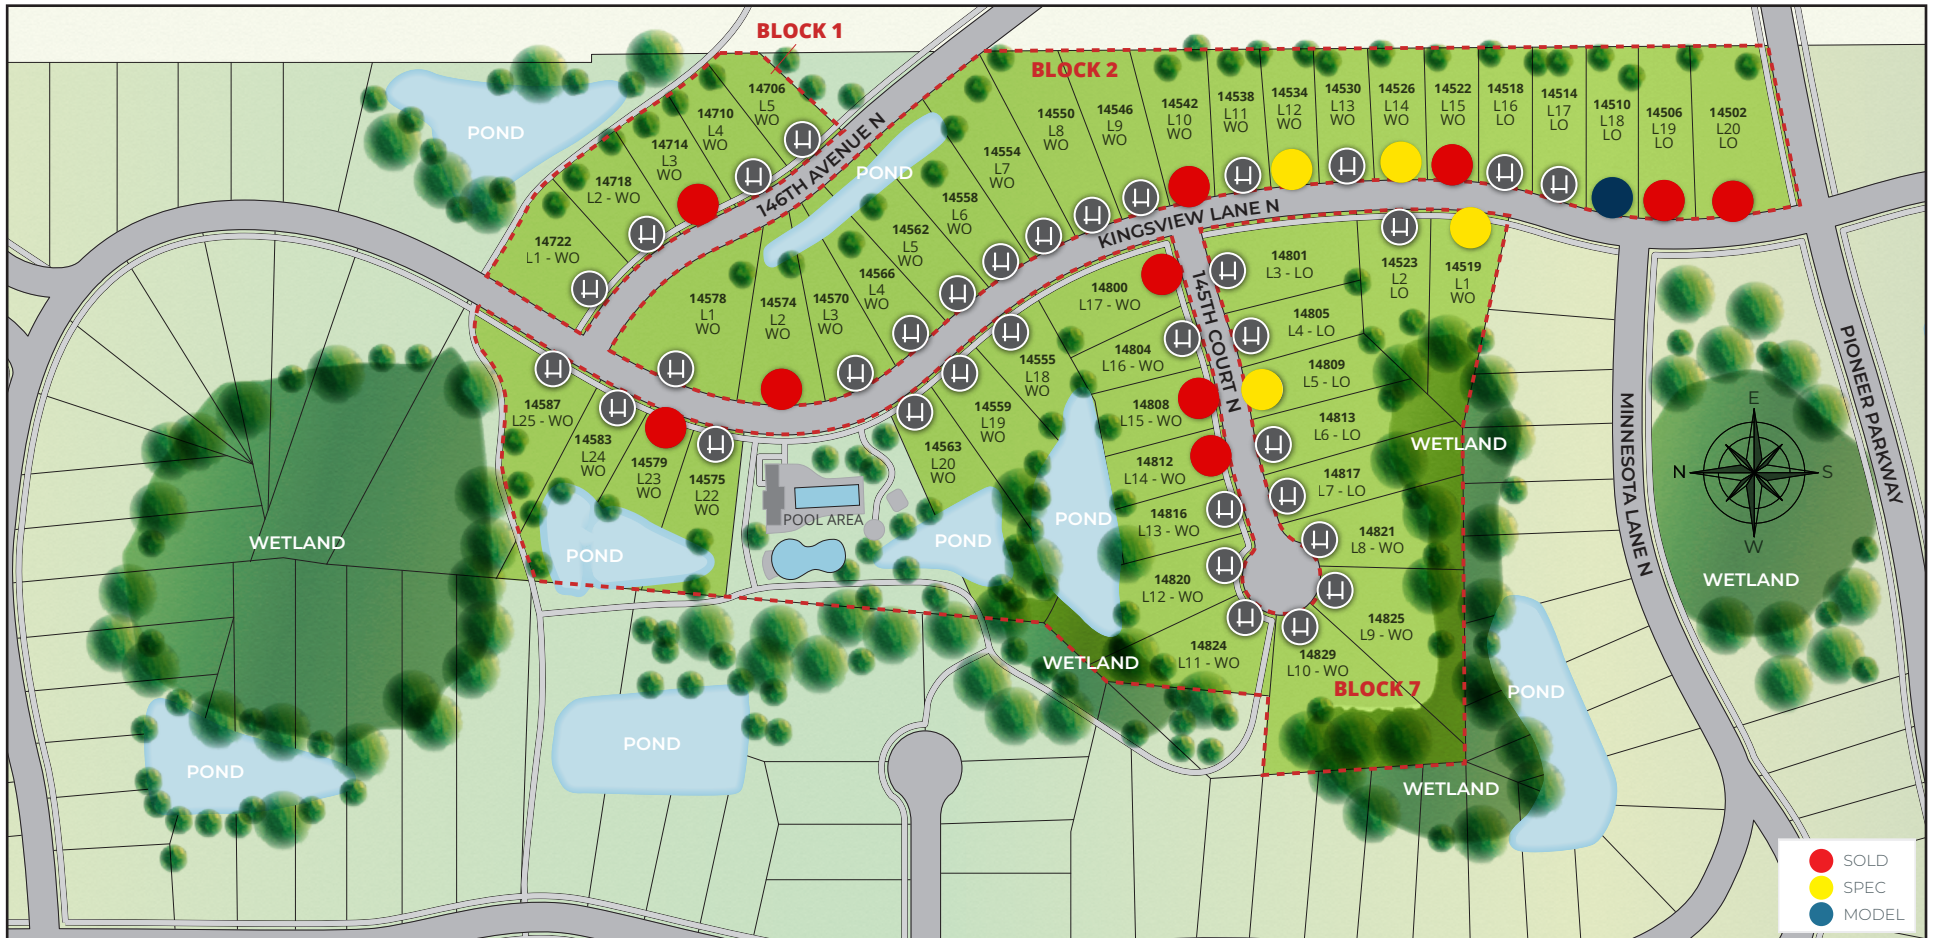 BLOCK 1
BLOCK 2
14706
L5
WO
14710
L4
WO
14714
L3
WO
14718
L2 - WO
14722
L1 - WO
POND
146TH AVENUE N
POND
14550
L8
WO
14546
L9
WO
14542
L10
WO
14538
L11
WO
14534
L12
WO
14530
L13
WO
14526
L14
WO
14522
L15
WO
14518
L16
LO
14514
L17
LO
14510
L18
LO
14506
L19
LO
14502
L20
LO
14554
L7
WO
14558
L6
WO
14562
L5
WO
14566
L4
WO
14570
L3
WO
14574
L2
WO
14578
L1
WO
KINGSVIEW LANE N
14801
L3 - LO
14523
L2
LO
14519
L1
WO
14800
L17 - WO
14805
L4 - LO
14804
L16 - WO
145TH COURT N
14809
L5 - LO
14808
L15 - WO
14813
L6 - LO
14812
L14 - WO
14817
L7 - LO
14816
L13 - WO
14821
L8 - WO
14820
L12 - WO
14825
L9 - WO
14824
L11 - WO
14829
L10 - WO
BLOCK 7
14555
L18
WO
14559
L19
WO
14563
L20
WO
14587
L25 - WO
14583
L24
WO
14579
L23
WO
14575
L22
WO
POOL AREA
POND
POND
POND
WETLAND
WETLAND
WETLAND
WETLAND
WETLAND
POND
POND
POND
MINNESOTA LANE N
PIONEER PARKWAY
E
N
S
W
SOLD
SPEC
MODEL